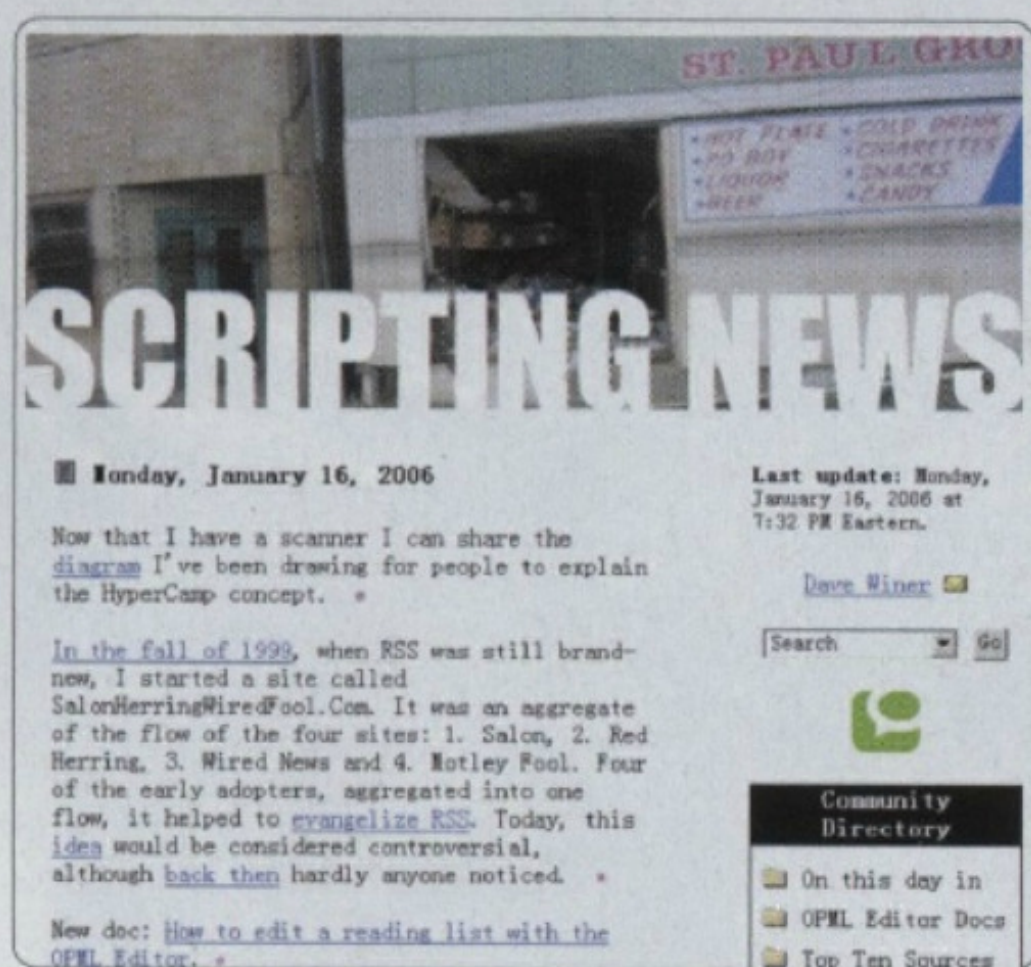 ST. PAUL GRO
• HOT PLATE • COLD DRINK
• PO BOY • CIGARETTES
• LIQUOR • SNACKS
• BEER • CANDY
SCRIPTING NEWS
Monday, January 16, 2006
Now that I have a scanner I can share the
diagram I've been drawing for people to explain
the HyperCamp concept.
In the fall of 1999, when RSS was still brand-
new, I started a site called
SalonHerringWiredFool.Com. It was an aggregate
of the flow of the four sites: 1. Salon, 2. Red
Herring, 3. Wired News and 4. Motley Fool. Four
of the early adopters, aggregated into one
flow, it helped to evangelize RSS. Today, this
idea would be considered controversial,
although back then hardly anyone noticed.
New doc: How to edit a reading list with the
OPML Editor.
Last update: Monday,
January 16, 2006 at
7:32 PM Eastern.
Dave Winer
Search Go
Community
Directory
On this day in
OPML Editor Docs
Top Ten Sources